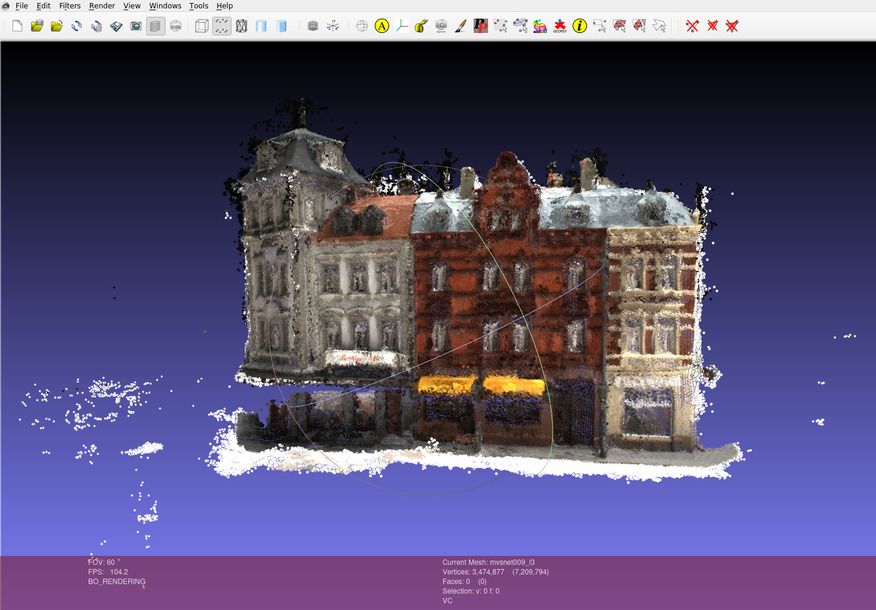 File Edit Filters Render View Windows Tools Help
FOV: 60 °
FPS: 104.2
BO_RENDERING
Current Mesh: mvsnet009_l3
Vertices: 3,474,877 (7,209,794)
Faces: 0 (0)
Selection: v: 0 f: 0
VC